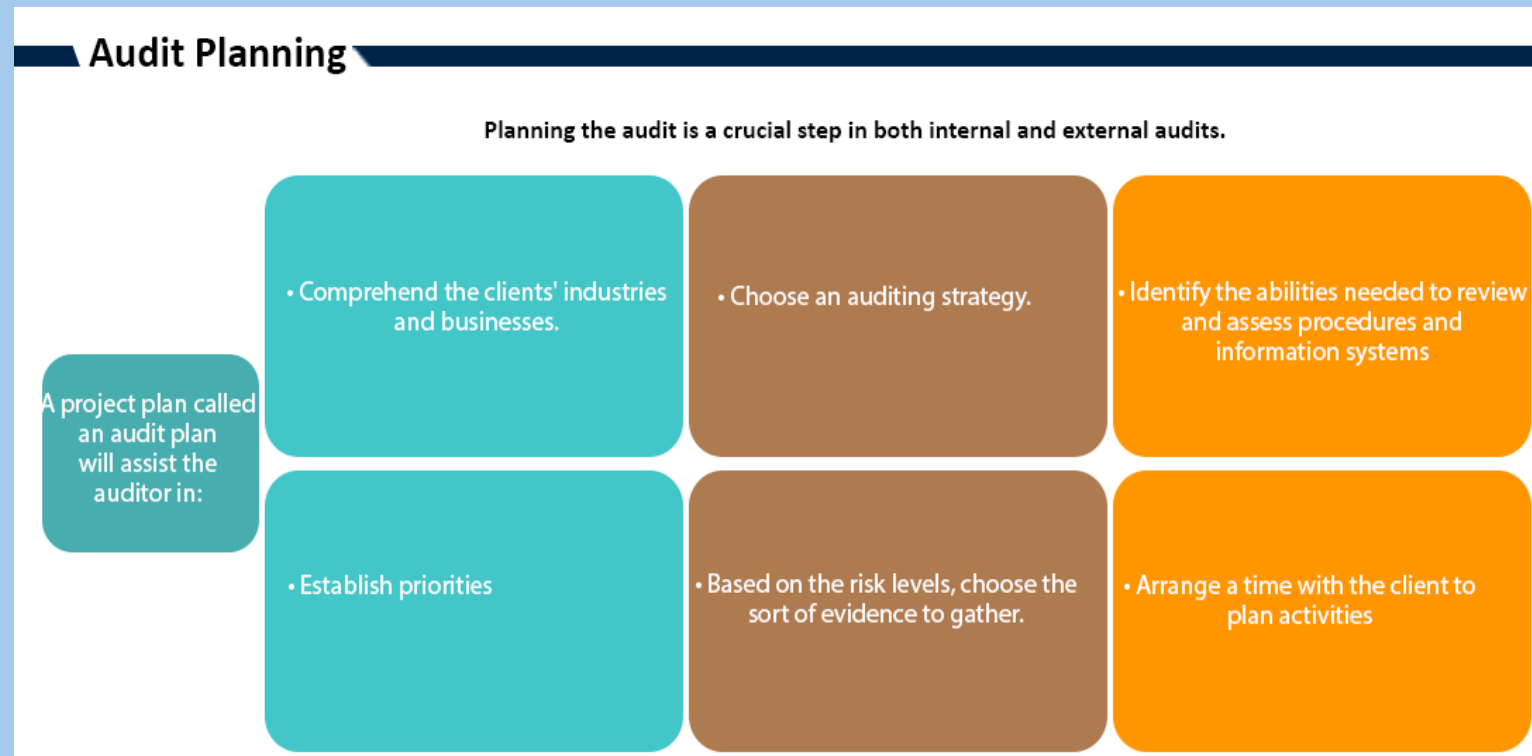 Audit Planning
Planning the audit is a crucial step in both internal and external audits.
A project plan called
an audit plan
will assist the
auditor in:
• Comprehend the clients' industries
and businesses.
• Choose an auditing strategy.
• Identify the abilities needed to review
and assess procedures and
information systems
• Establish priorities
• Based on the risk levels, choose the
sort of evidence to gather.
• Arrange a time with the client to
plan activities